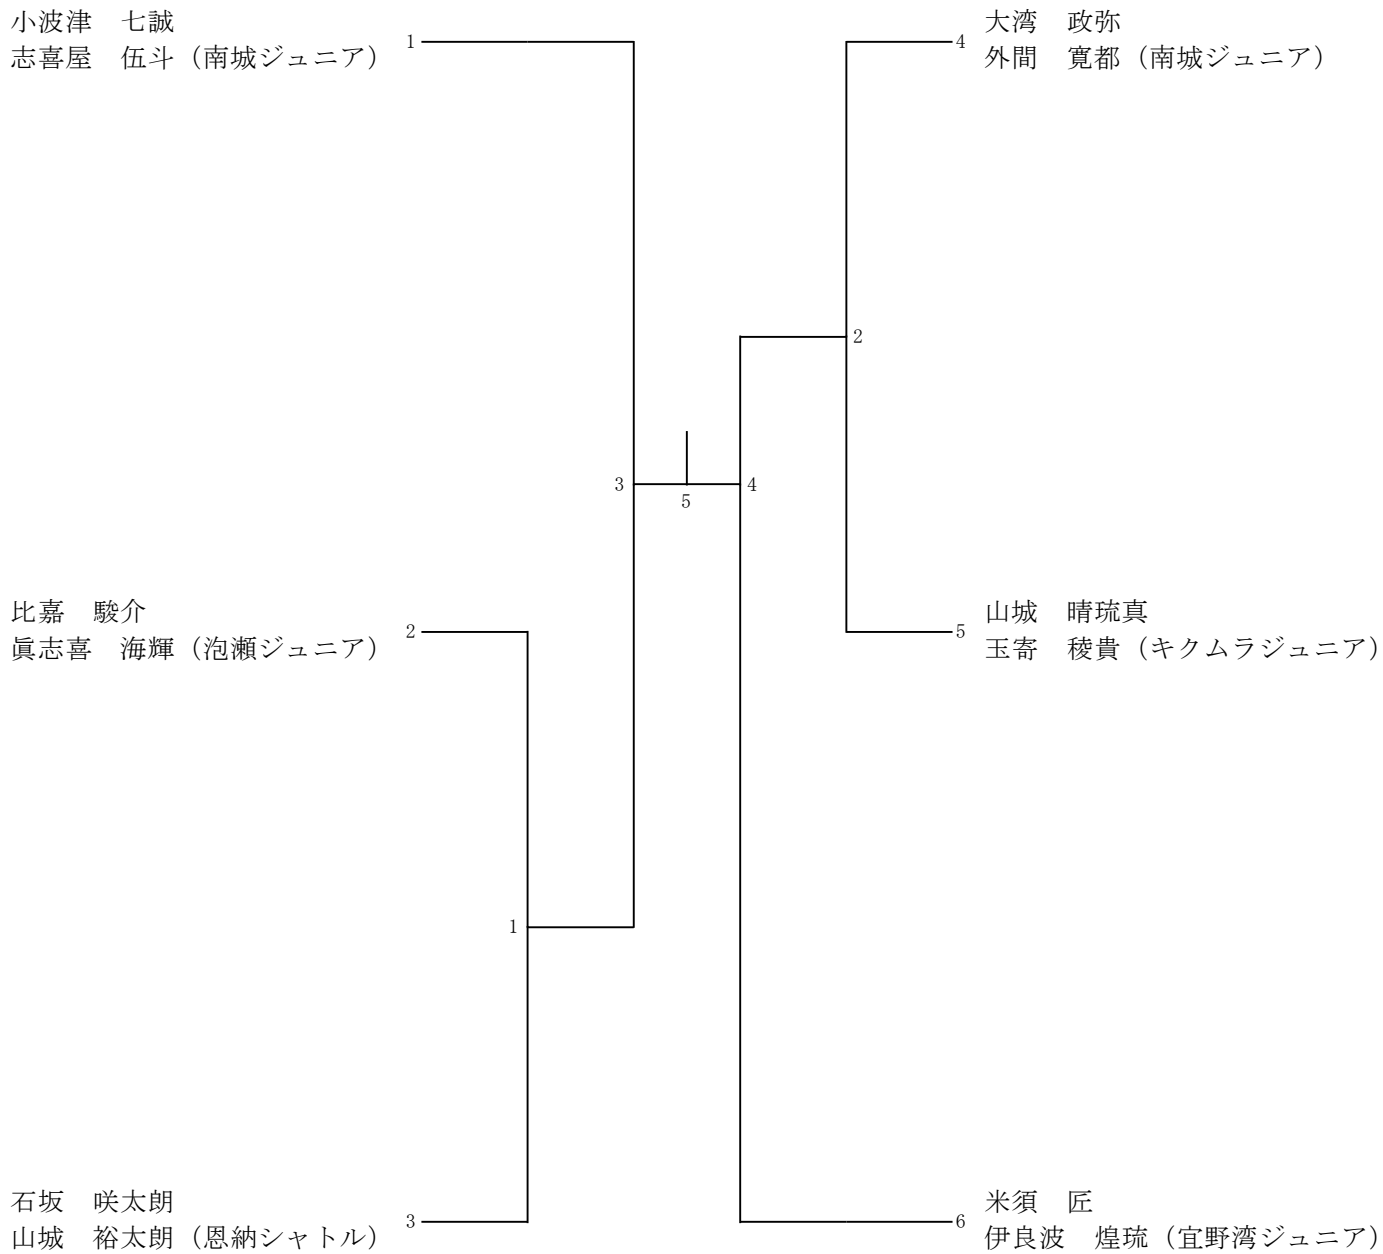 小波津　七誠
志喜屋　伍斗（南城ジュニア）
1
比嘉　駿介
眞志喜　海輝（泡瀬ジュニア）
2
石坂　咲太朗
山城　裕太朗（恩納シャトル）
3
1
3
5
4
2
大湾　政弥
外間　寛都（南城ジュニア）
4
山城　晴琉真
玉寄　稜貴（キクムラジュニア）
5
米須　匠
伊良波　煌琉（宜野湾ジュニア）
6